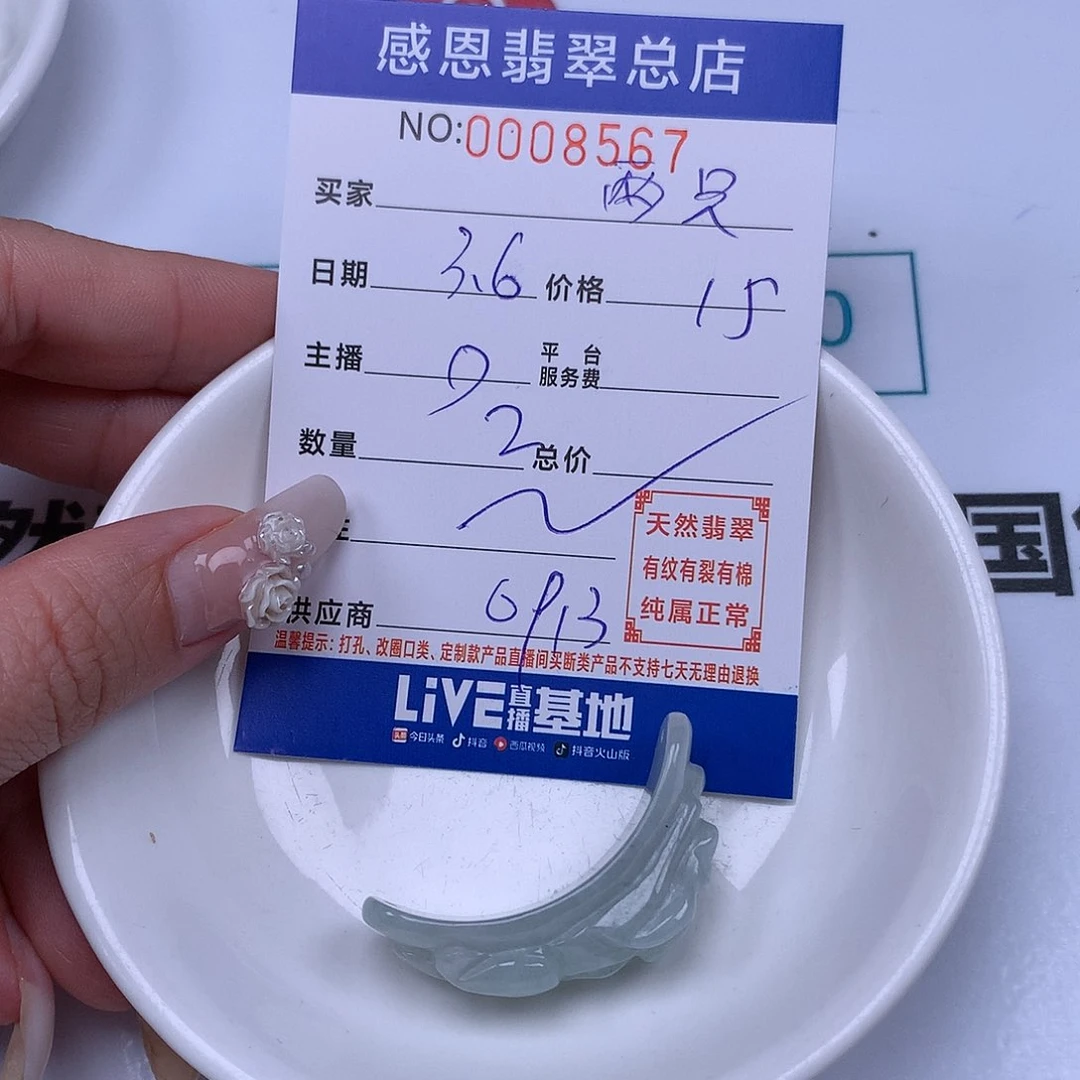 感恩翡翠总店
NO:0008567
买家 两只
日期 3.6 价格 15
主播 平台服务费
数量 2 总价
天然翡翠
有纹有裂有棉
纯属正常
供应商
温馨提示：打孔、改圈口类、定制款产品直播间买断类产品不支持七天无理由退换
LiVE直播基地
头条 今日头条 抖音 西瓜视频 抖音火山版
国